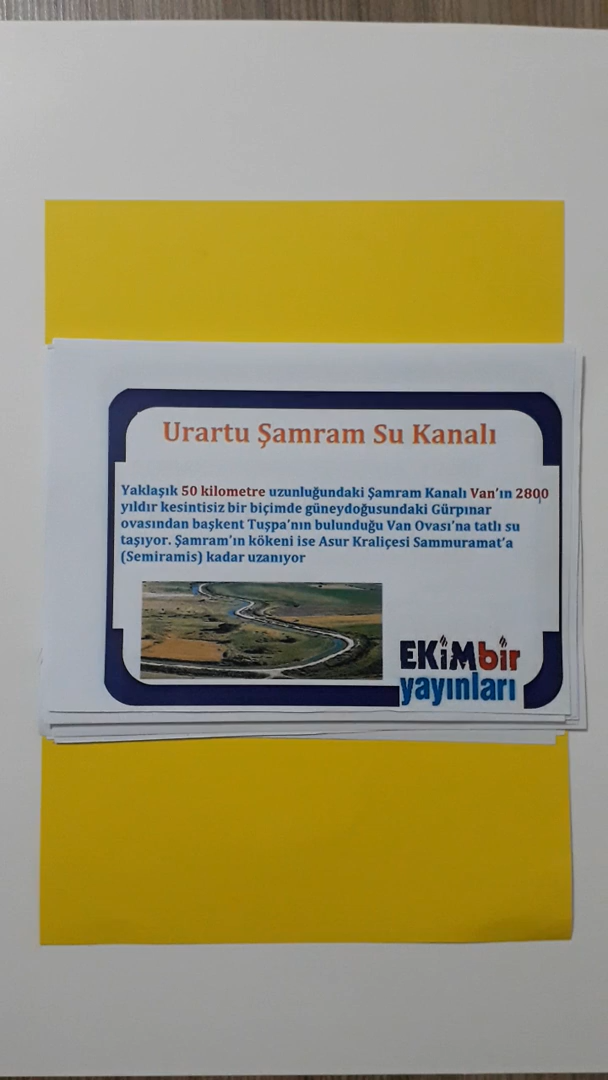 Urartu Şamram Su Kanalı
Yaklaşık 50 kilometre uzunluğundaki Şamram Kanalı Van'ın 2800
yıldır kesintisiz bir biçimde güneydoğusundaki Gürpınar
ovasından başkent Tuşpa'nın bulunduğu Van Ovası'na tatlı su
taşıyor. Şamram'ın kökeni ise Asur Kraliçesi Sammuramat'a
(Semiramis) kadar uzanıyor
EKiMbir
yayınları